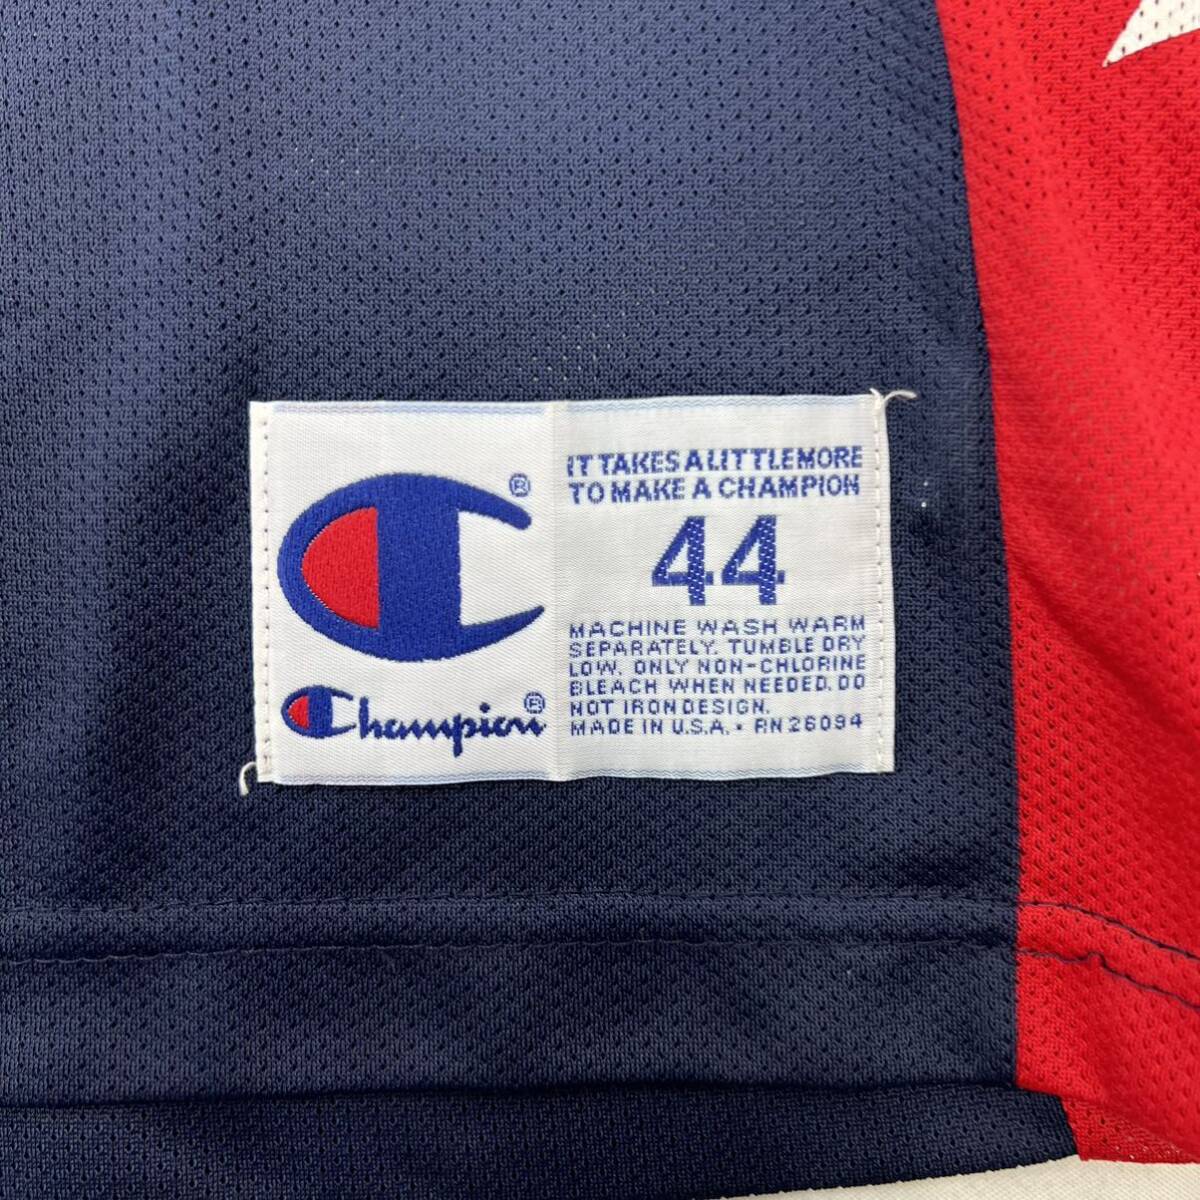 IT TAKES A LITTLE MORE
TO MAKE A CHAMPION
44
MACHINE WASH WARM
SEPARATELY. TUMBLE DRY
LOW. ONLY NON-CHLORINE
BLEACH WHEN NEEDED. DO
NOT IRON DESIGN.
MADE IN U.S.A. • RN 26094
®
Champion®